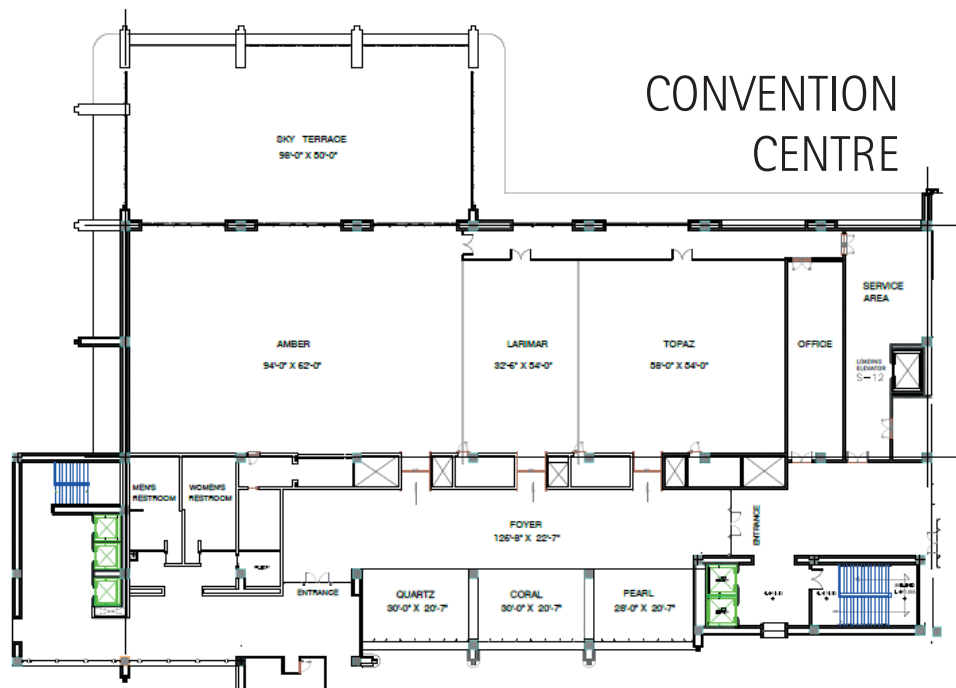 CONVENTION
CENTRE
SKY TERRACE
98'-0" X 50'-0"
SERVICE
AREA
AMBER
94'-0" X 62'-0"
LARIMAR
32'-6" X 54'-0"
TOPAZ
58'-0" X 54'-0"
OFFICE
LOADING
ELEVATOR
S-12
MEN'S
RESTROOM
WOMEN'S
RESTROOM
FOYER
126'-8" X 22'-7"
ENTRANCE
ENTRANCE
QUARTZ
30'-0" X 20'-7"
CORAL
30'-0" X 20'-7"
PEARL
28'-0" X 20'-7"